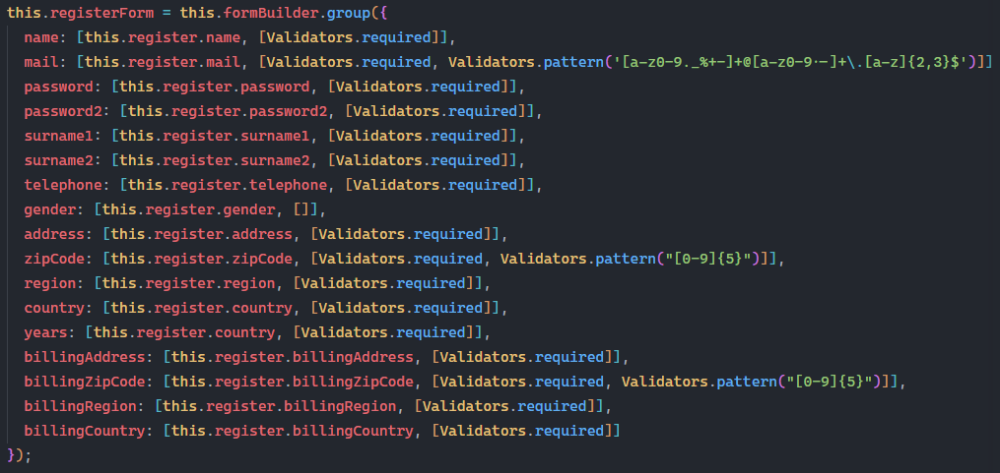 this.registerForm = this.formBuilder.group({
  name: [this.register.name, [Validators.required]],
  mail: [this.register.mail, [Validators.required, Validators.pattern('[a-z0-9._%+-]+@[a-z0-9.-]+\.[a-z]{2,3}$')]]
  password: [this.register.password, [Validators.required]],
  password2: [this.register.password2, [Validators.required]],
  surname1: [this.register.surname1, [Validators.required]],
  surname2: [this.register.surname2, [Validators.required]],
  telephone: [this.register.telephone, [Validators.required]],
  gender: [this.register.gender, []],
  address: [this.register.address, [Validators.required]],
  zipCode: [this.register.zipCode, [Validators.required, Validators.pattern("[0-9]{5}")]],
  region: [this.register.region, [Validators.required]],
  country: [this.register.country, [Validators.required]],
  years: [this.register.country, [Validators.required]],
  billingAddress: [this.register.billingAddress, [Validators.required]],
  billingZipCode: [this.register.billingZipCode, [Validators.required, Validators.pattern("[0-9]{5}")]],
  billingRegion: [this.register.billingRegion, [Validators.required]],
  billingCountry: [this.register.billingCountry, [Validators.required]]
});